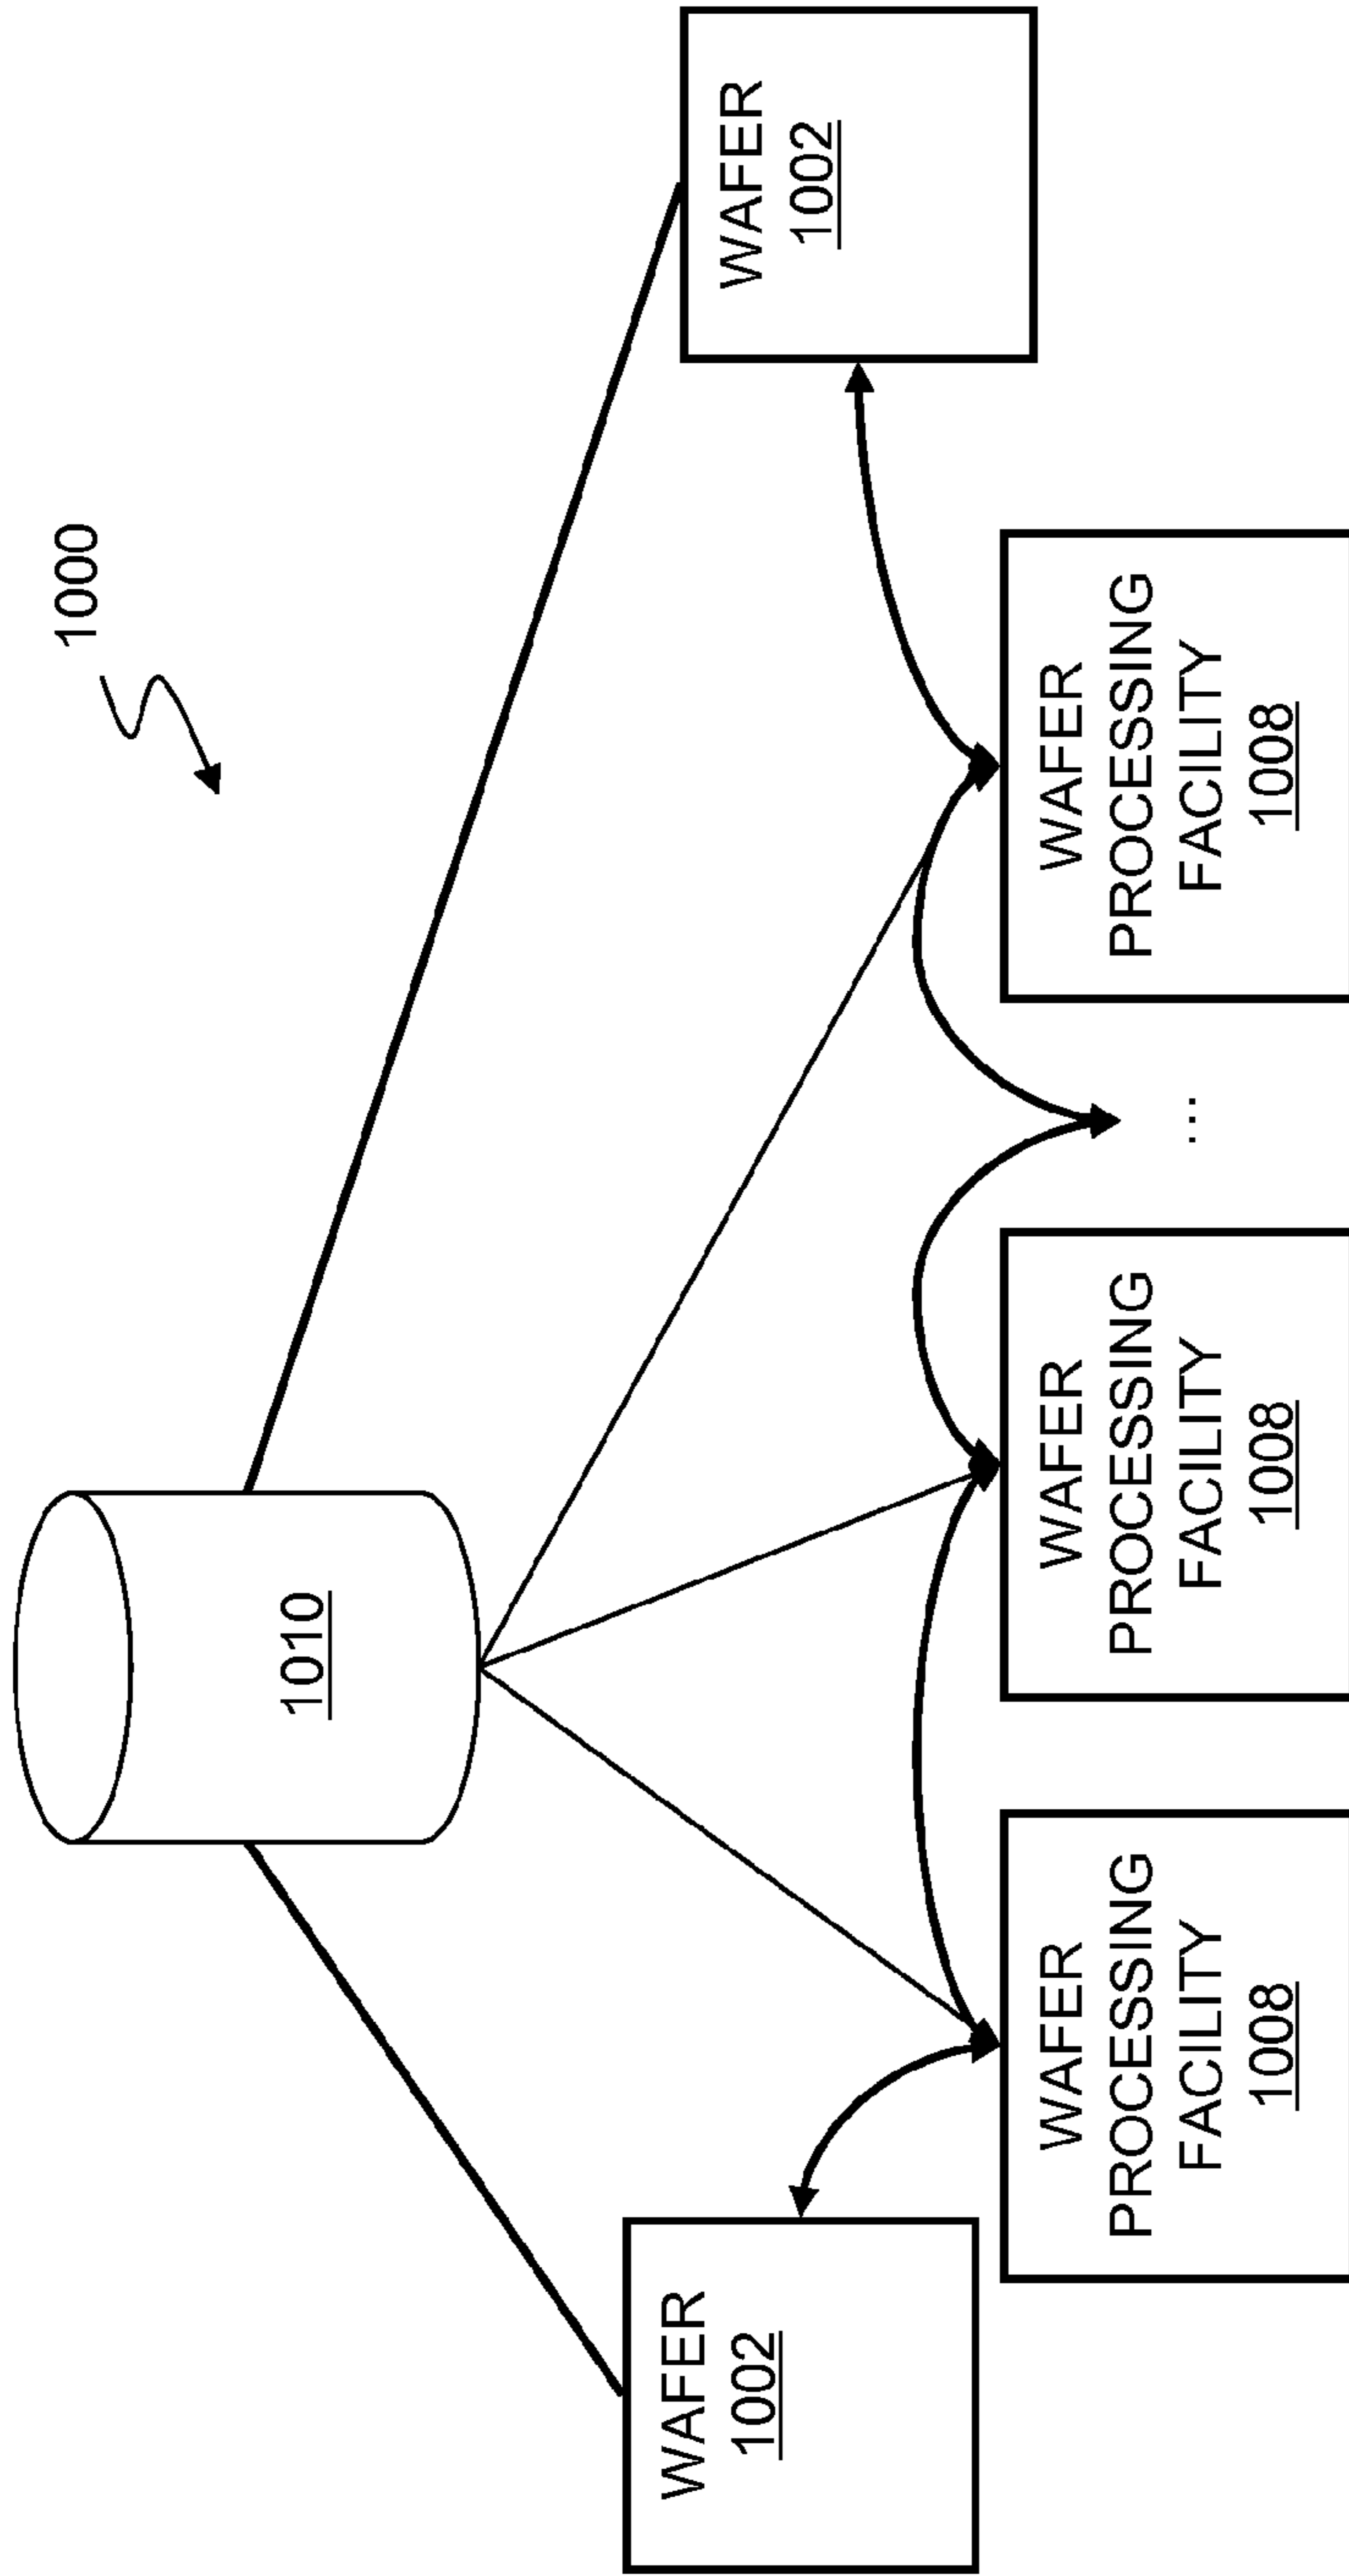 1000
1010
WAFER
1002
WAFER
1002
WAFER
PROCESSING
FACILITY
1008
WAFER
PROCESSING
FACILITY
1008
...
WAFER
PROCESSING
FACILITY
1008